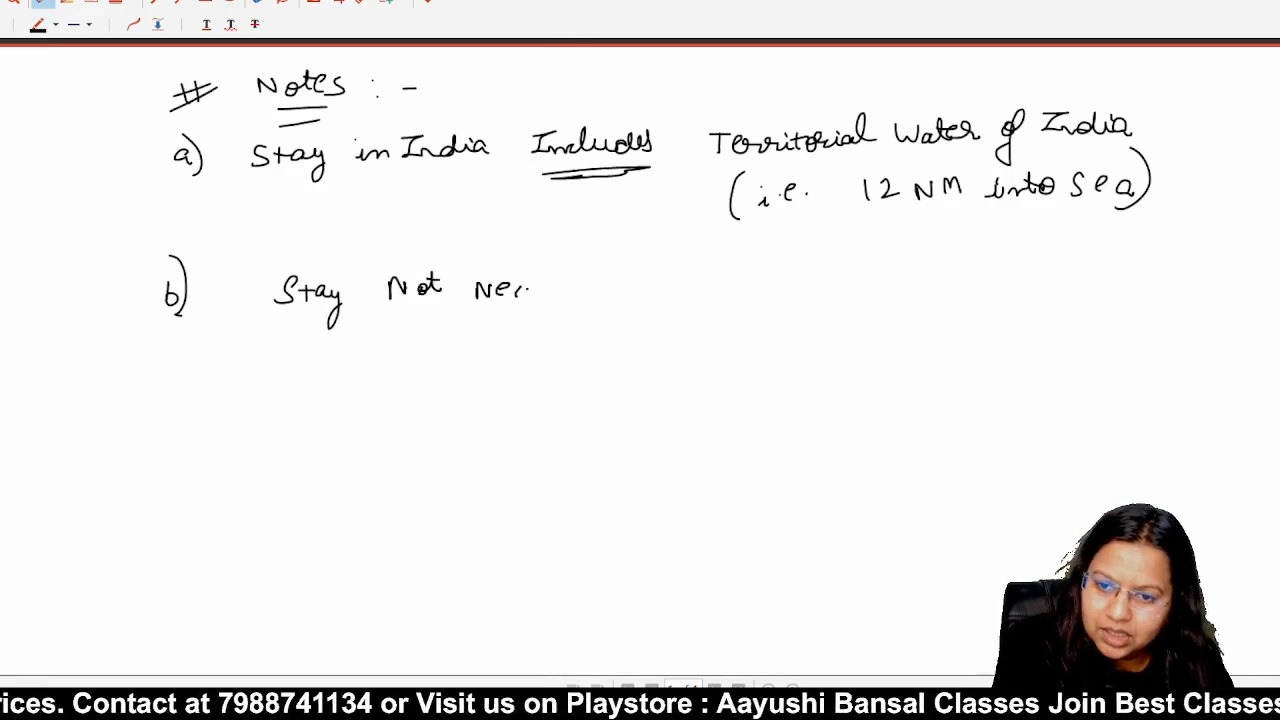 # Notes : -
a) Stay in India Includes Territorial Water of India
(i.e. 12 NM into Sea)
b) Stay Not Nec
rices. Contact at 7988741134 or Visit us on Playstore : Aayushi Bansal Classes Join Best Classes